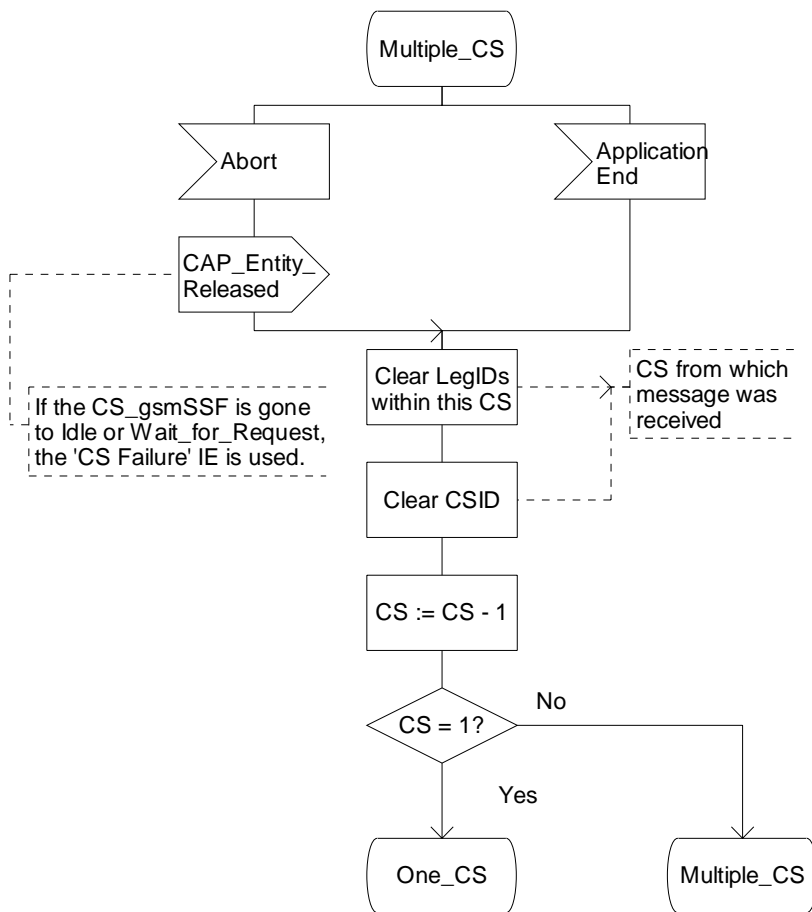 Multiple_CS
Abort
Application
End
CAP_Entity_
Released
If the CS_gsmSSF is gone
to Idle or Wait_for_Request,
the 'CS Failure' IE is used.
Clear LegIDs
within this CS
CS from which
message was
received
Clear CSID
CS := CS - 1
CS = 1?
No
Yes
One_CS
Multiple_CS